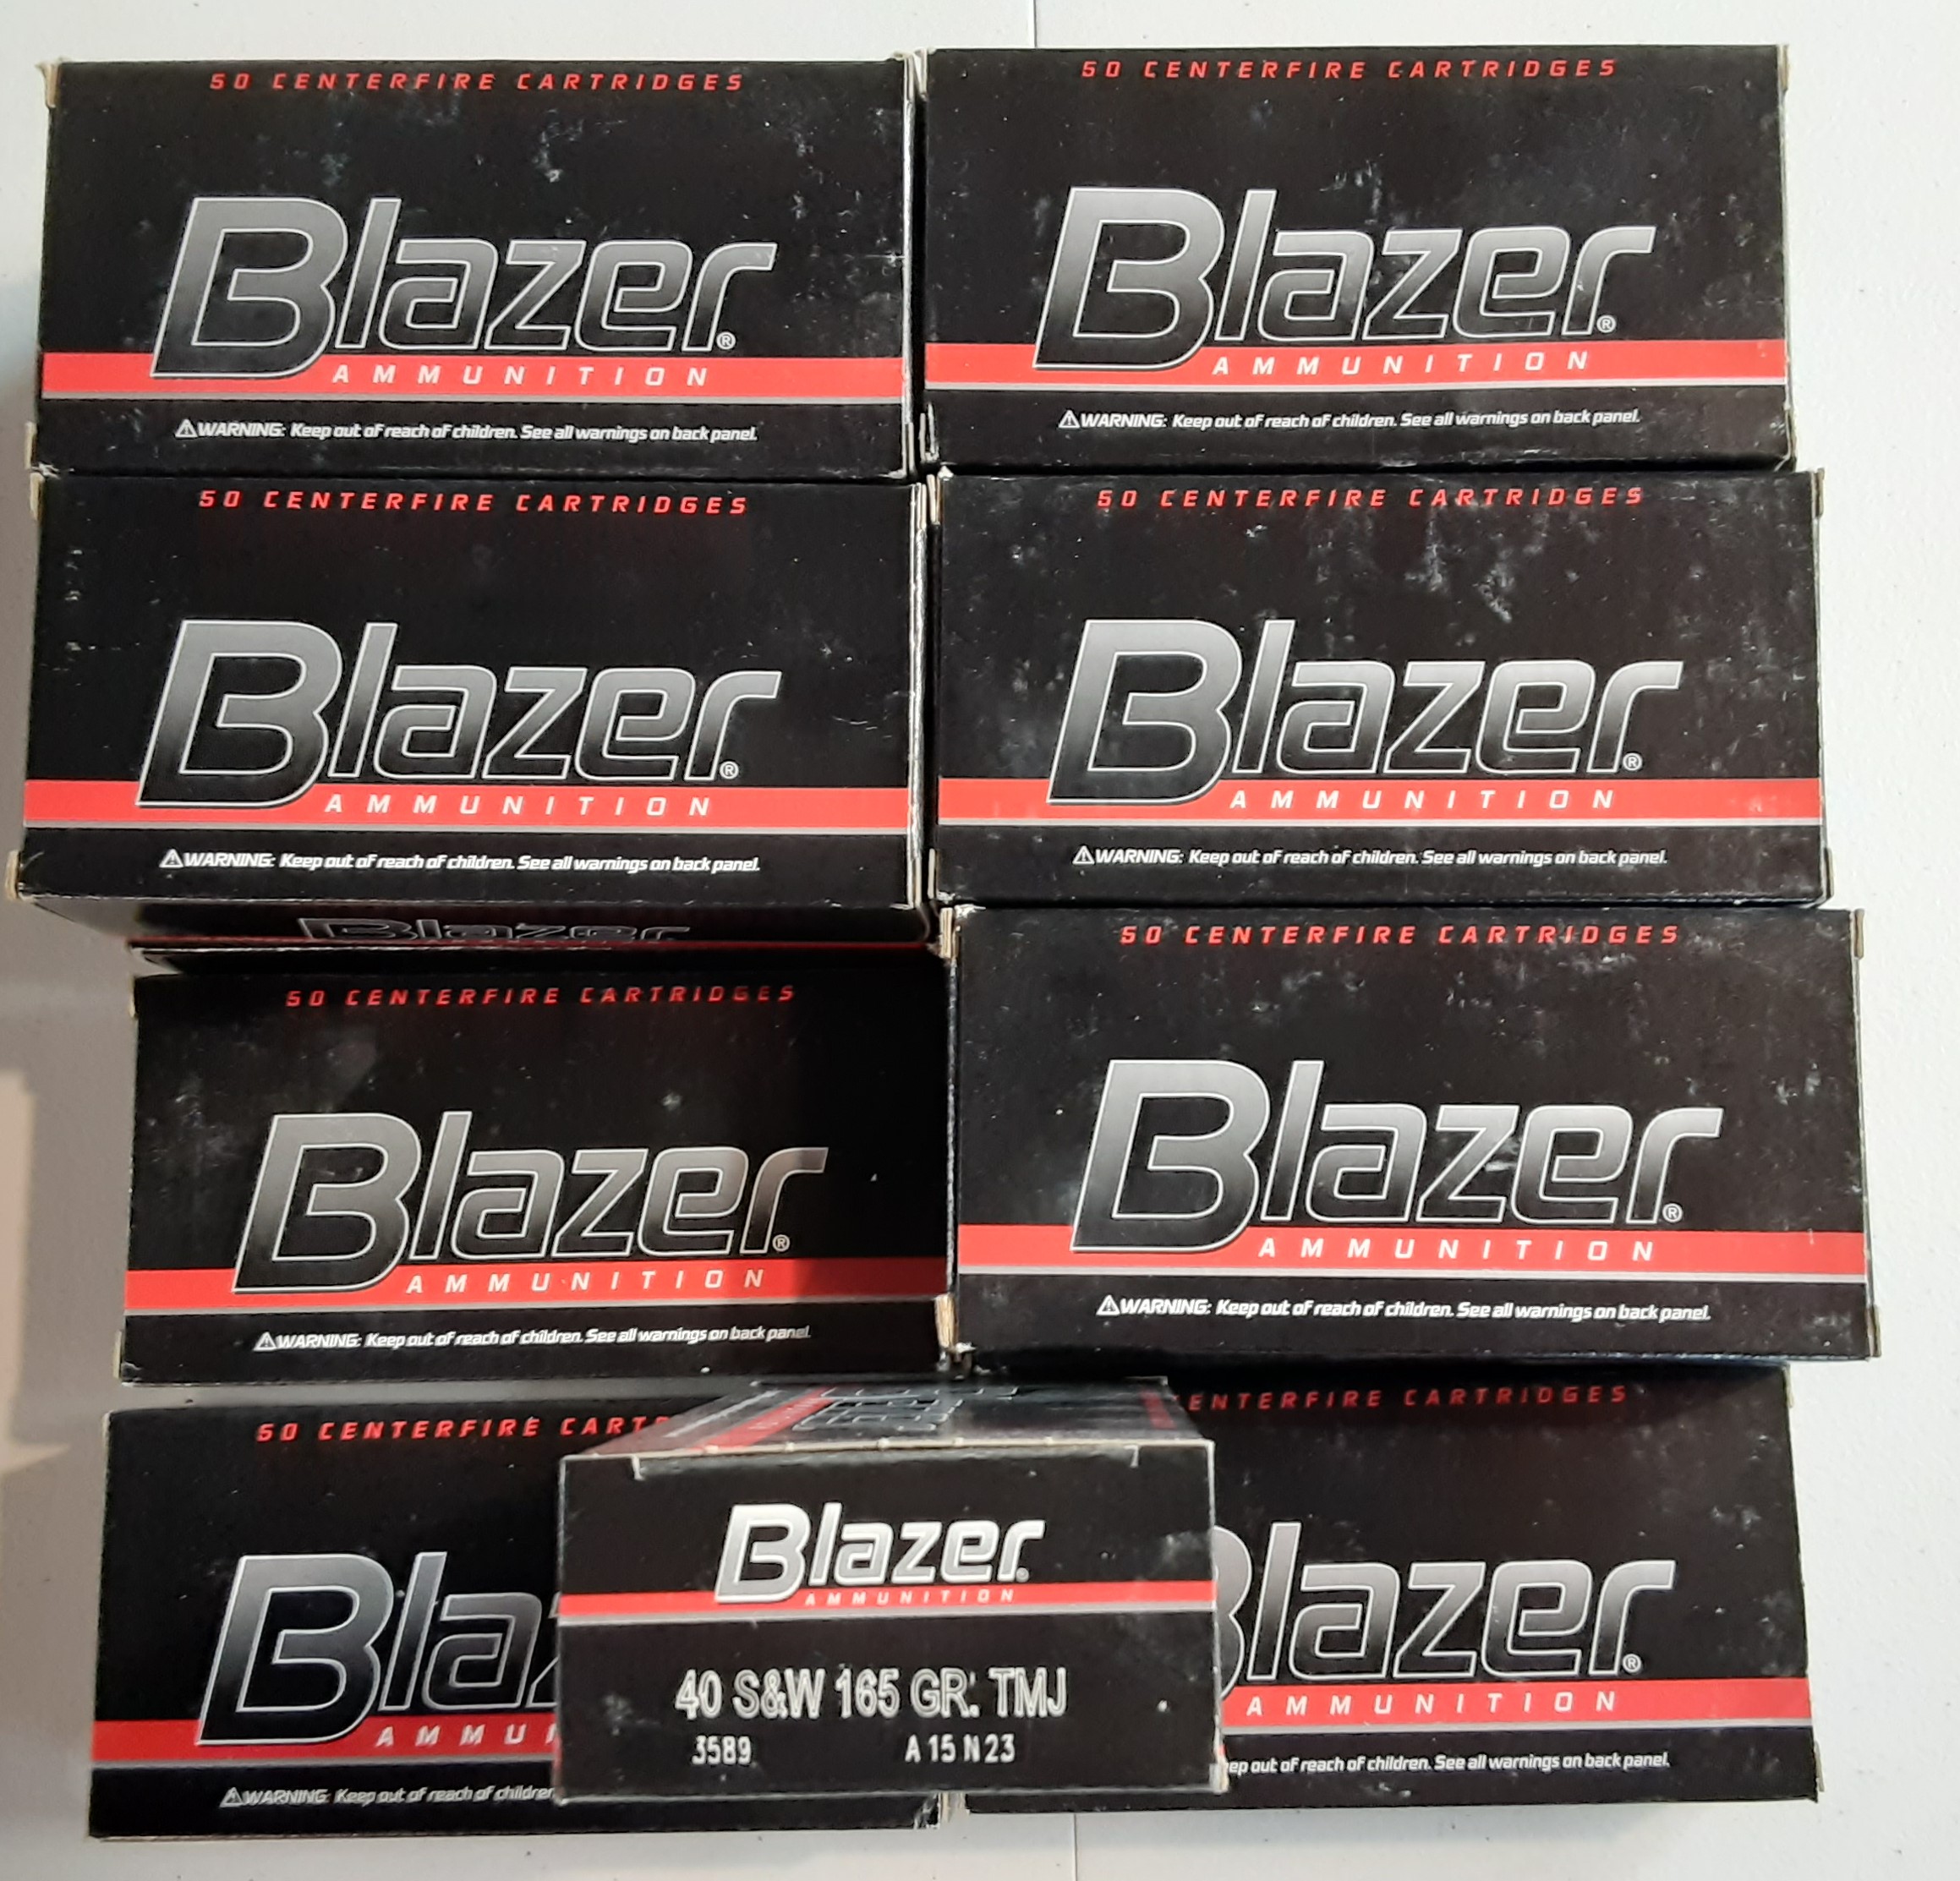 50 CENTERFIRE CARTRIDGES
Blazer®
AMMUNITION
⚠WARNING: Keep out of reach of children. See all warnings on back panel.
50 CENTERFIRE CARTRIDGES
Blazer®
AMMUNITION
⚠WARNING: Keep out of reach of children. See all warnings on back panel.
50 CENTERFIRE CARTRIDGES
Blazer®
AMMUNITION
⚠WARNING: Keep out of reach of children. See all warnings on back panel.
Blazer
50 CENTERFIRE CARTRIDGES
Blazer®
AMMUNITION
⚠WARNING: Keep out of reach of children. See all warnings on back panel.
50 CENTERFIRE CARTRIDGES
Blazer®
AMMUNITION
⚠WARNING: Keep out of reach of children. See all warnings on back panel.
50 CENTERFIRE CARTRIDGES
Blazer®
AMMUNITION
⚠WARNING: Keep out of reach of children. See all warnings on back panel.
50 CENTERFIRE CART
Blaz
AMMU
⚠WARNING: Keep out of reach of children
Blazer®
AMMUNITION
40 S&W 165 GR. TMJ
3589 A15N23
ENTERFIRE CARTRIDGES
Blazer®
AMMUNITION
ep out of reach of children. See all warnings on back panel.